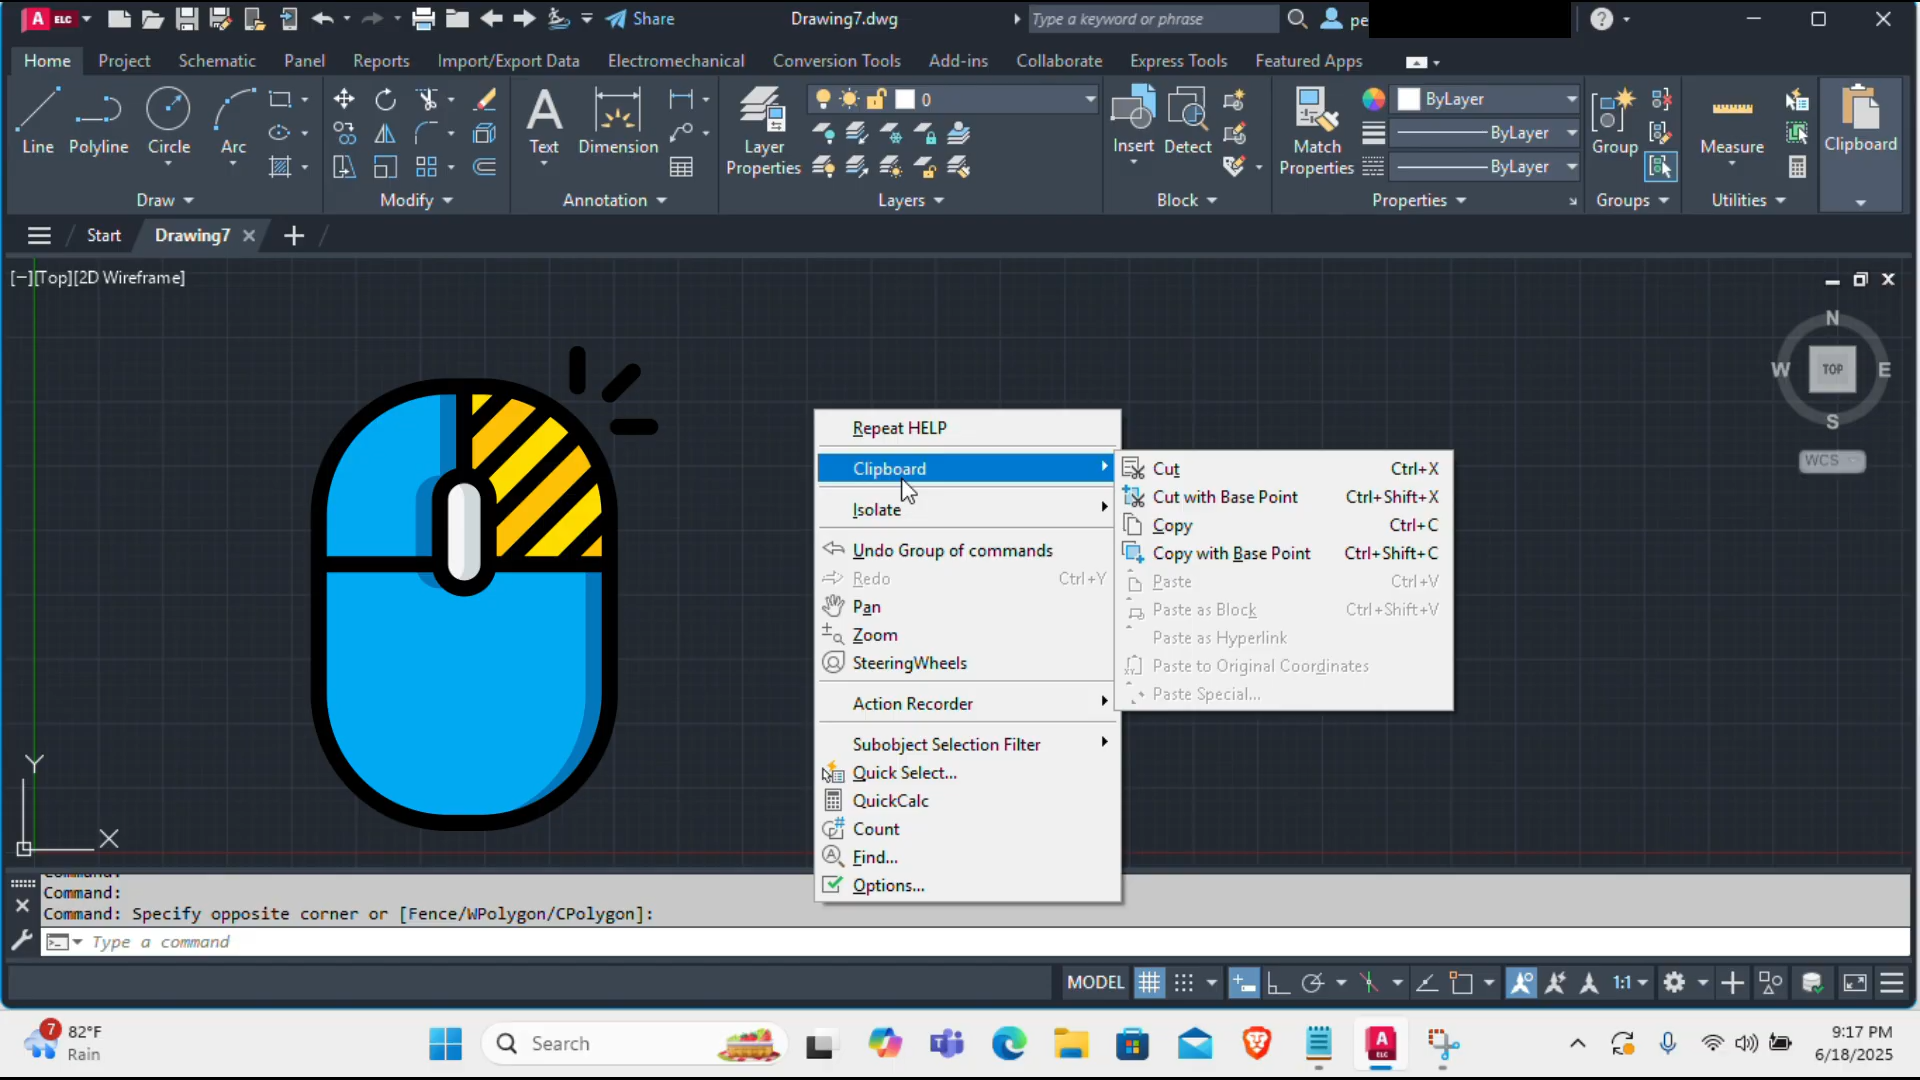 A ELC Share Drawing7.dwg Type a keyword or phrase pe
Home Project Schematic Panel Reports Import/Export Data Electromechanical Conversion Tools Add-ins Collaborate Express Tools Featured Apps
0 ByLayer
ByLayer
Line Polyline Circle Arc Text Dimension Layer Properties Insert Detect Match Properties Group Measure Clipboard
ByLayer
Draw Modify Annotation Layers Block Properties Groups Utilities
Start Drawing7
[−][Top][2D Wireframe]
N
W TOP E
S
WCS
Repeat HELP
Clipboard
Isolate
Undo Group of commands
Redo Ctrl+Y
Pan
Zoom
SteeringWheels
Action Recorder
Subobject Selection Filter
Quick Select...
QuickCalc
Count
Find...
Options...
Cut Ctrl+X
Cut with Base Point Ctrl+Shift+X
Copy Ctrl+C
Copy with Base Point Ctrl+Shift+C
Paste Ctrl+V
Paste as Block Ctrl+Shift+V
Paste as Hyperlink
Paste to Original Coordinates
Paste Special...
Y
X
Command:
Command:
Command: Specify opposite corner or [Fence/WPolygon/CPolygon]:
Type a command
MODEL 1:1
7 82°F
Rain
Search
A ELC
9:17 PM
6/18/2025